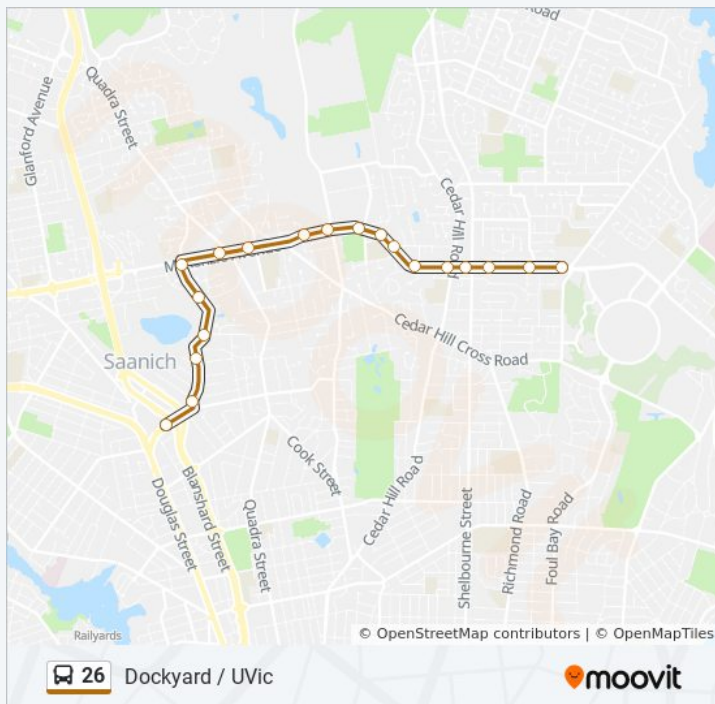 Road
Glanford Avenue
Quadra Street
Cedar Hill Road
Cedar Hill Cross Road
Saanich
Cook Street
Cedar Hill Road
Douglas Street
Blanshard Street
Quadra Street
Shelbourne Street
Richmond Road
Foul Bay Road
Railyards
© OpenStreetMap contributors | © OpenMapTiles
26 Dockyard / UVic
moovit